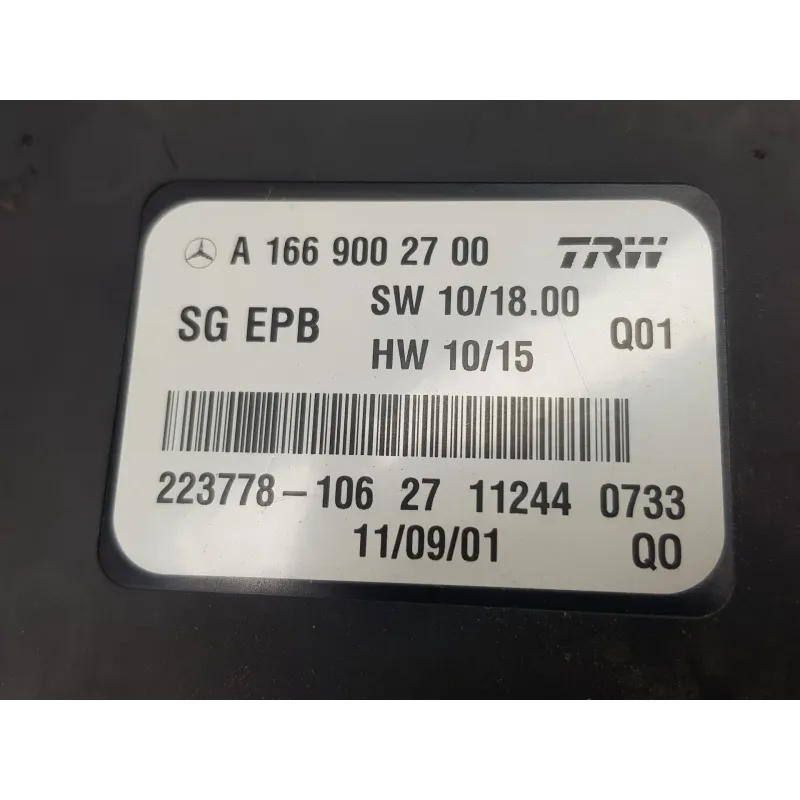 A 166 900 27 00 TRW
SG EPB SW 10/18.00 Q01
HW 10/15
223778-106 27 11244 0733
11/09/01 QO